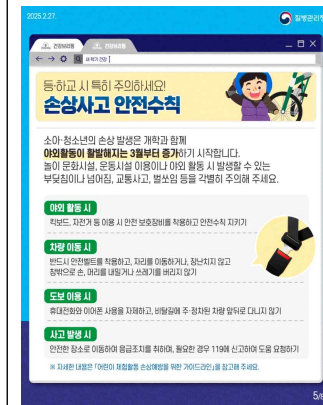 2025.2.27.
질병관리청
등·하교 시 특히 주의하세요!
손상사고 안전수칙
소아·청소년의 손상 발생은 개학과 함께
야외활동이 활발해지는 3월부터 증가하기 시작합니다.
놀이 문화시설, 운동시설 이용이나 야외 활동 시 발생할 수 있는
부딪힘이나 넘어짐, 교통사고, 벌쏘임 등을 각별히 주의해 주세요.
야외 활동 시
킥보드, 자전거 등 이용 시 안전 보호장비를 착용하고 안전수칙 지키기
차량 이동 시
반드시 안전벨트를 착용하고, 자리를 이동하거나, 장난치지 않고
창밖으로 손, 머리를 내밀거나 쓰레기를 버리지 않기
도보 이용 시
휴대전화와 이어폰 사용을 자제하고, 비탈길에 주·정차된 차량 앞뒤로 다니지 않기
사고 발생 시
안전한 장소로 이동하여 응급조치를 취하며, 필요한 경우 119에 신고하여 도움 요청하기
※ 자세한 내용은 「어린이 체험활동 손상예방을 위한 가이드라인」을 참고해 주세요.